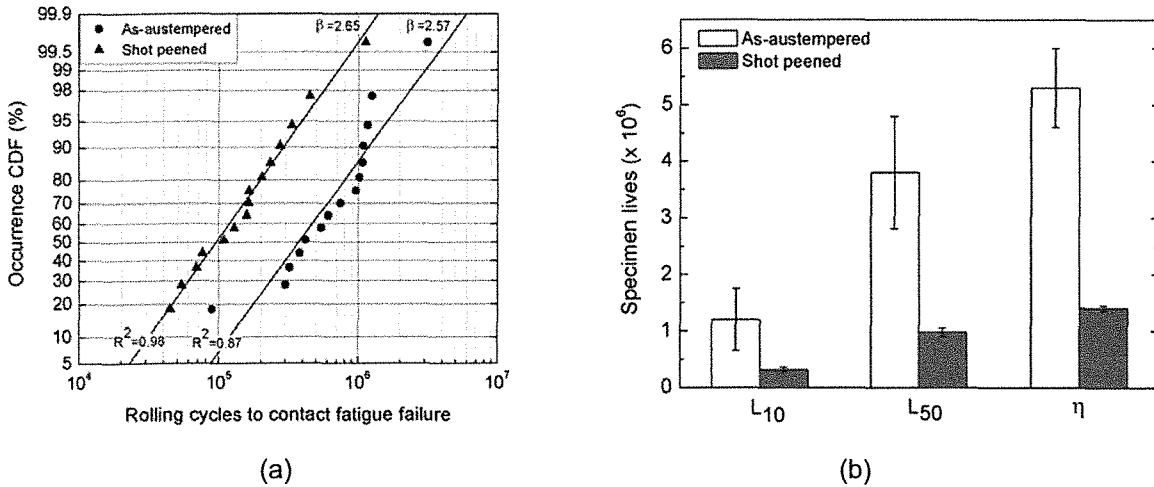 99.9
99.5
99
98
95
90
80
70
60
50
40
30
20
10
5
Occurrence CDF (%)
As-austempered
Shot peened
β=2.65
β=2.57
R²=0.98
R²=0.87
10⁴
10⁵
10⁶
10⁷
Rolling cycles to contact fatigue failure
(a)
6
5
4
3
2
1
0
Specimen lives (x 10⁶)
As-austempered
Shot peened
L₁₀
L₅₀
η
(b)